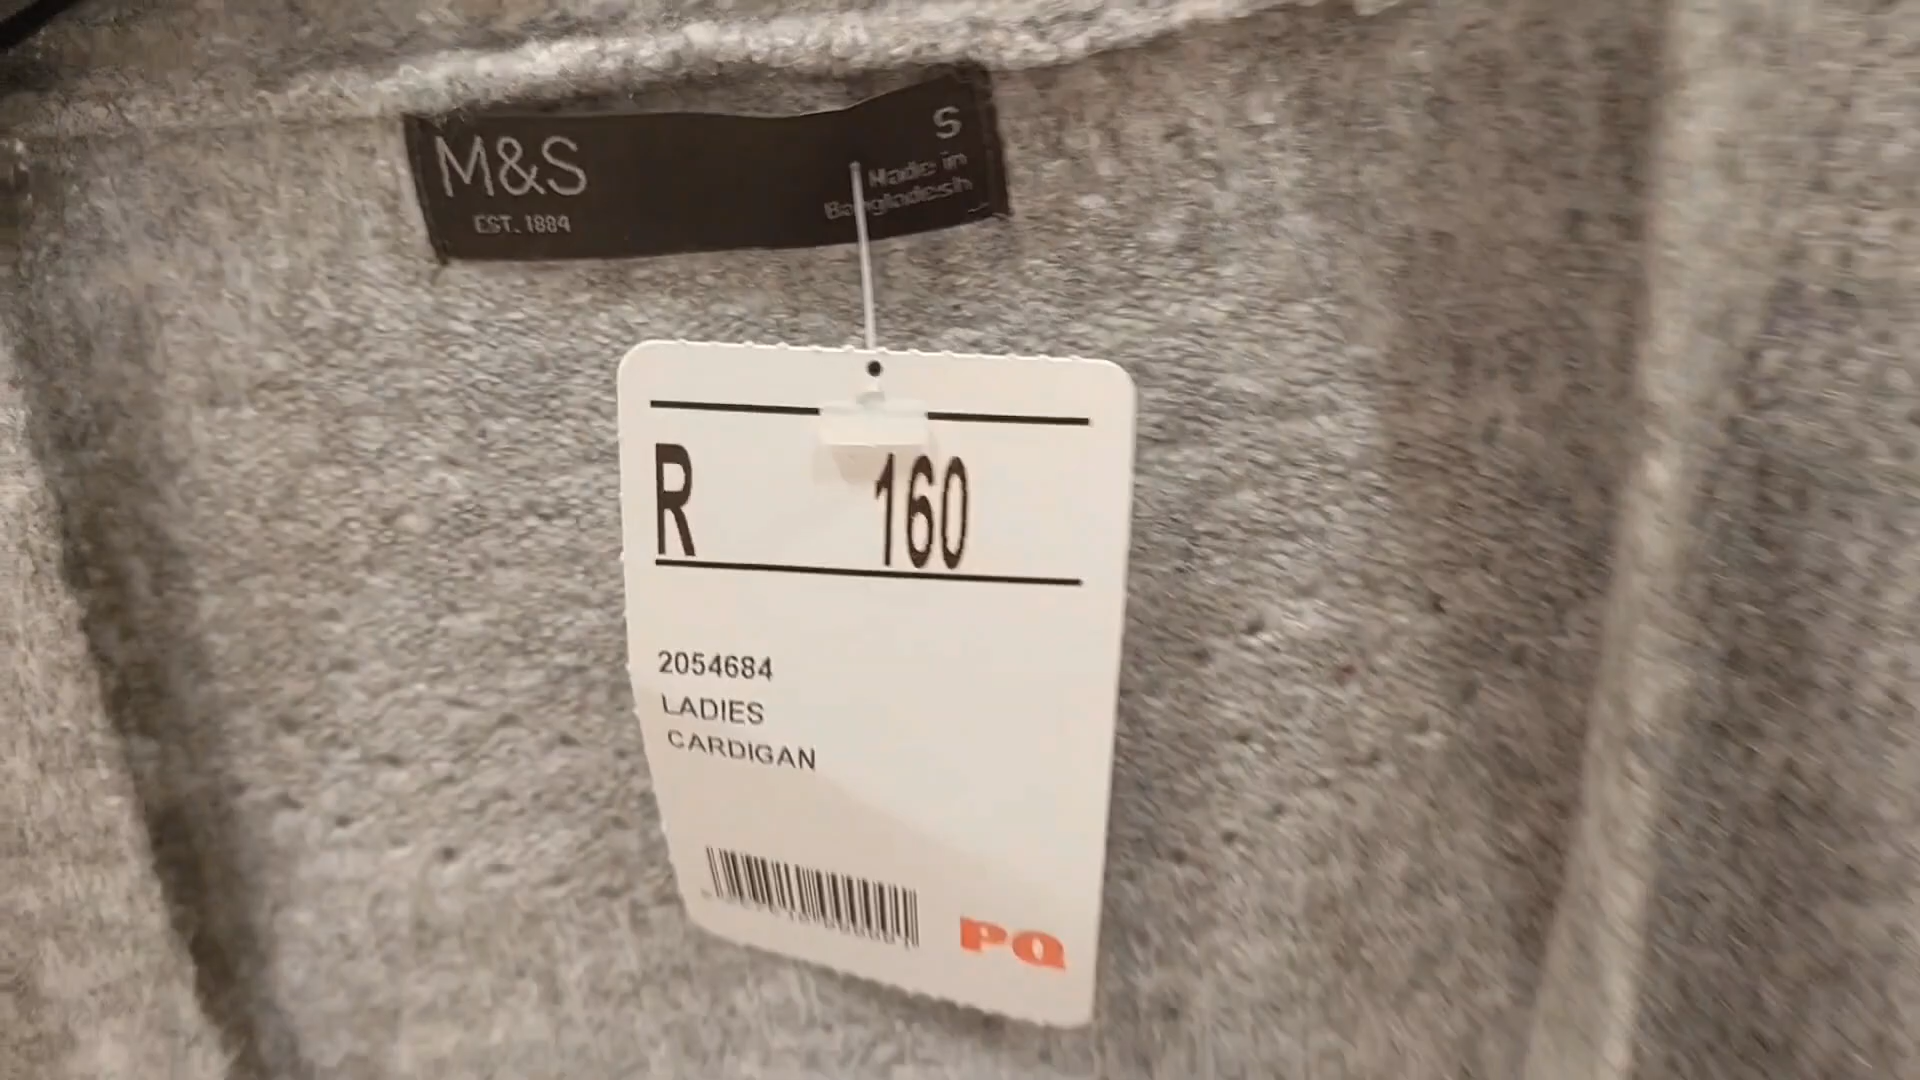 M&S
EST. 1884
S
Made in
Bangladesh
R 160
2054684
LADIES
CARDIGAN
PQ